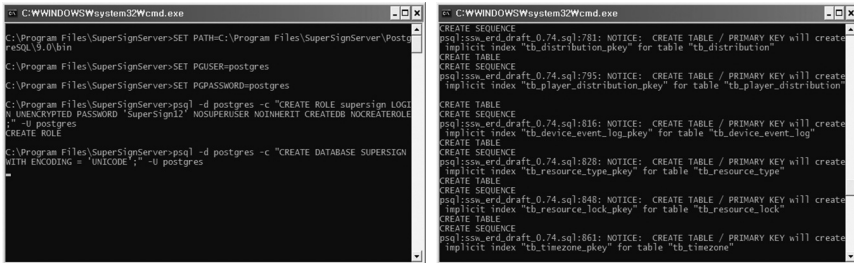 C:₩WINDOWS₩system32₩cmd.exe
C:\Program Files\SuperSignServer>SET PATH=C:\Program Files\SuperSignServer\Postg
reSQL\9.0\bin
C:\Program Files\SuperSignServer>SET PGUSER=postgres
C:\Program Files\SuperSignServer>SET PGPASSWORD=postgres
C:\Program Files\SuperSignServer>psql -d postgres -c "CREATE ROLE supersign LOGI
N UNENCRYPTED PASSWORD 'SuperSign12' NOSUPERUSER NOINHERIT CREATEDB NOCREATEROLE
;" -U postgres
CREATE ROLE
C:\Program Files\SuperSignServer>psql -d postgres -c "CREATE DATABASE SUPERSIGN
WITH ENCODING = 'UNICODE';" -U postgres
C:₩WINDOWS₩system32₩cmd.exe
CREATE SEQUENCE
psql:ssw_erd_draft_0.74.sql:781: NOTICE:  CREATE TABLE / PRIMARY KEY will create
implicit index "tb_distribution_pkey" for table "tb_distribution"
CREATE TABLE
psql:ssw_erd_draft_0.74.sql:795: NOTICE:  CREATE TABLE / PRIMARY KEY will create
implicit index "tb_player_distribution_pkey" for table "tb_player_distribution"
CREATE TABLE
CREATE SEQUENCE
psql:ssw_erd_draft_0.74.sql:816: NOTICE:  CREATE TABLE / PRIMARY KEY will create
implicit index "tb_device_event_log_pkey" for table "tb_device_event_log"
CREATE TABLE
CREATE SEQUENCE
psql:ssw_erd_draft_0.74.sql:828: NOTICE:  CREATE TABLE / PRIMARY KEY will create
implicit index "tb_resource_type_pkey" for table "tb_resource_type"
CREATE TABLE
CREATE SEQUENCE
psql:ssw_erd_draft_0.74.sql:848: NOTICE:  CREATE TABLE / PRIMARY KEY will create
implicit index "tb_resource_lock_pkey" for table "tb_resource_lock"
CREATE TABLE
CREATE SEQUENCE
psql:ssw_erd_draft_0.74.sql:861: NOTICE:  CREATE TABLE / PRIMARY KEY will create
implicit index "tb_timezone_pkey" for table "tb_timezone"